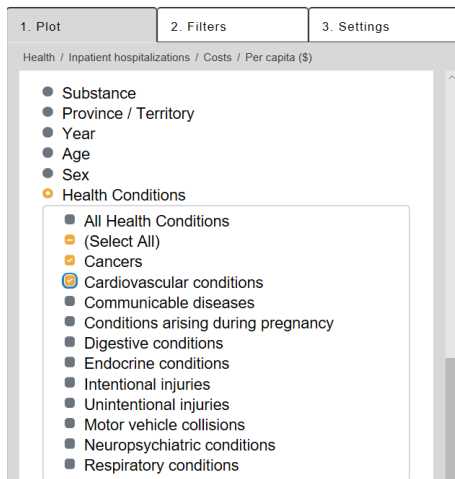 1. Plot 2. Filters 3. Settings
Health / Inpatient hospitalizations / Costs / Per capita ($)
Substance
Province / Territory
Year
Age
Sex
Health Conditions
All Health Conditions
(Select All)
Cancers
Cardiovascular conditions
Communicable diseases
Conditions arising during pregnancy
Digestive conditions
Endocrine conditions
Intentional injuries
Unintentional injuries
Motor vehicle collisions
Neuropsychiatric conditions
Respiratory conditions